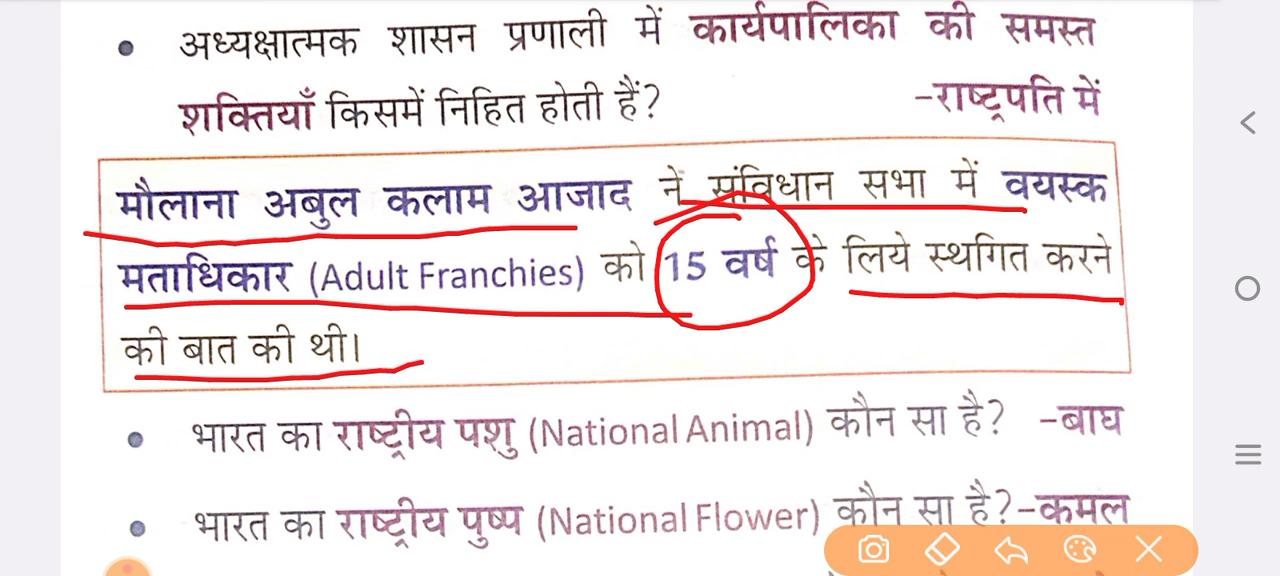 • अध्यक्षात्मक शासन प्रणाली में कार्यपालिका की समस्त
शक्तियाँ किसमें निहित होती हैं? –राष्ट्रपति में
मौलाना अबुल कलाम आजाद ने संविधान सभा में वयस्क
मताधिकार (Adult Franchies) को 15 वर्ष के लिये स्थगित करने
की बात की थी।
• भारत का राष्ट्रीय पशु (National Animal) कौन सा है? –बाघ
• भारत का राष्ट्रीय पुष्प (National Flower) कौन सा है?–कमल